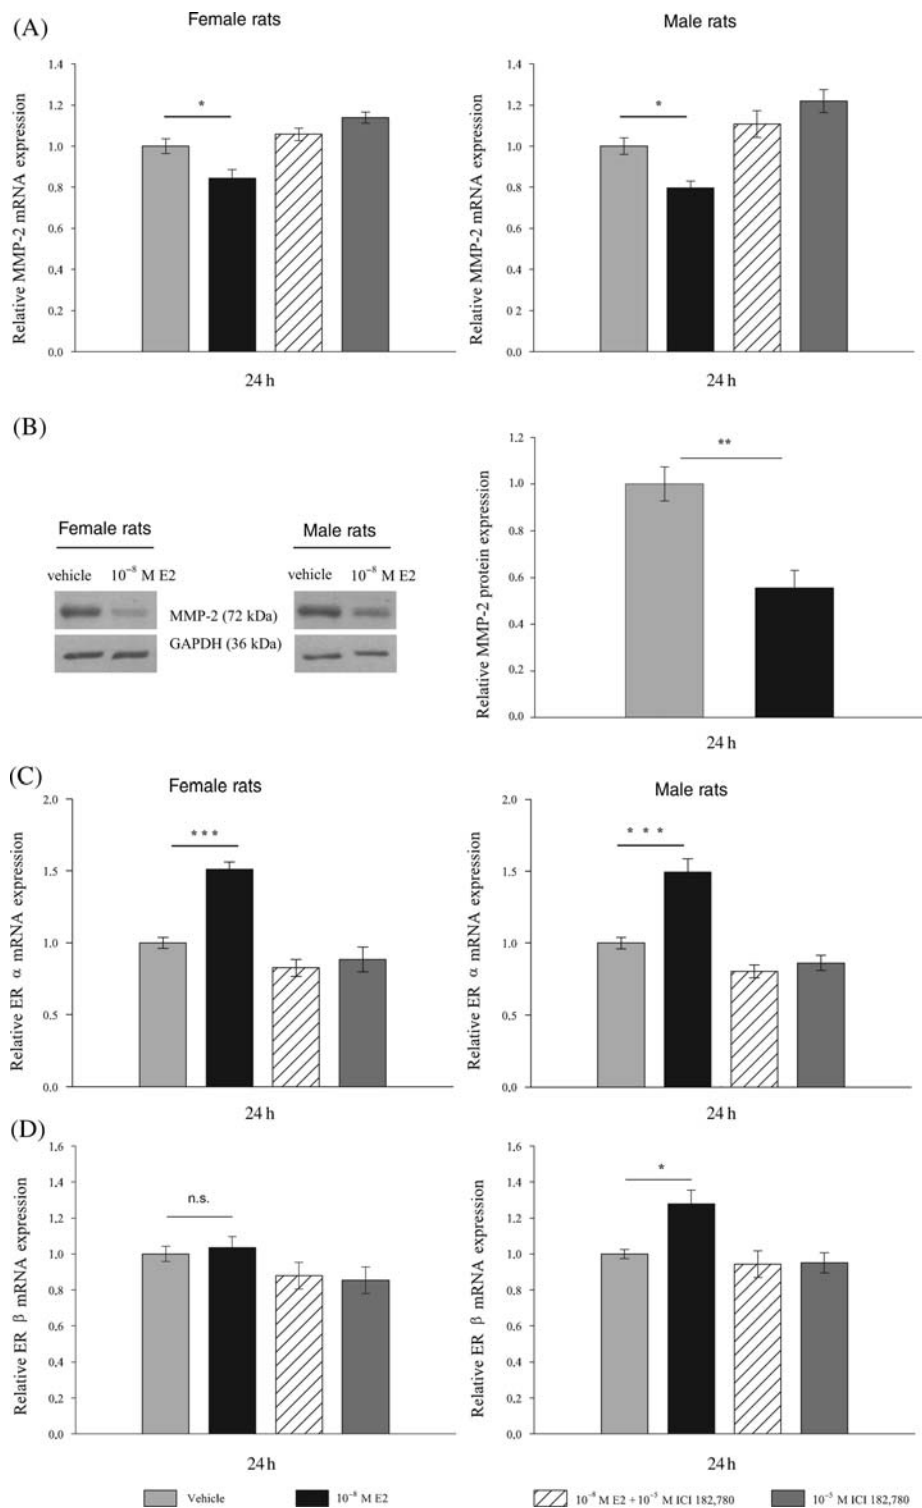 (A)
Female rats
Male rats
Relative MMP-2 mRNA expression
1.4
1.2
1.0
0.8
0.6
0.4
0.2
0.0
*
24 h
Relative MMP-2 mRNA expression
1.4
1.2
1.0
0.8
0.6
0.4
0.2
0.0
*
24 h
(B)
Female rats
vehicle 10⁻⁸ M E2
MMP-2 (72 kDa)
GAPDH (36 kDa)
Male rats
vehicle 10⁻⁸ M E2
Relative MMP-2 protein expression
1.2
1.0
0.8
0.6
0.4
0.2
0.0
**
24 h
(C)
Female rats
Male rats
Relative ER α mRNA expression
2.0
1.5
1.0
0.5
0.0
***
24 h
Relative ER α mRNA expression
2.0
1.5
1.0
0.5
0,0
* * *
24 h
(D)
Relative ER β mRNA expression
1,6
1,4
1,2
1,0
0,8
0,6
0,4
0,2
0,0
n.s.
24 h
Relative ER β mRNA expression
1,6
1,4
1,2
1,0
0,8
0,6
0,4
0,2
0,0
*
24 h
Vehicle
10⁻⁸ M E2
10⁻⁸ M E2 + 10⁻⁵ M ICI 182,780
10⁻⁵ M ICI 182,780